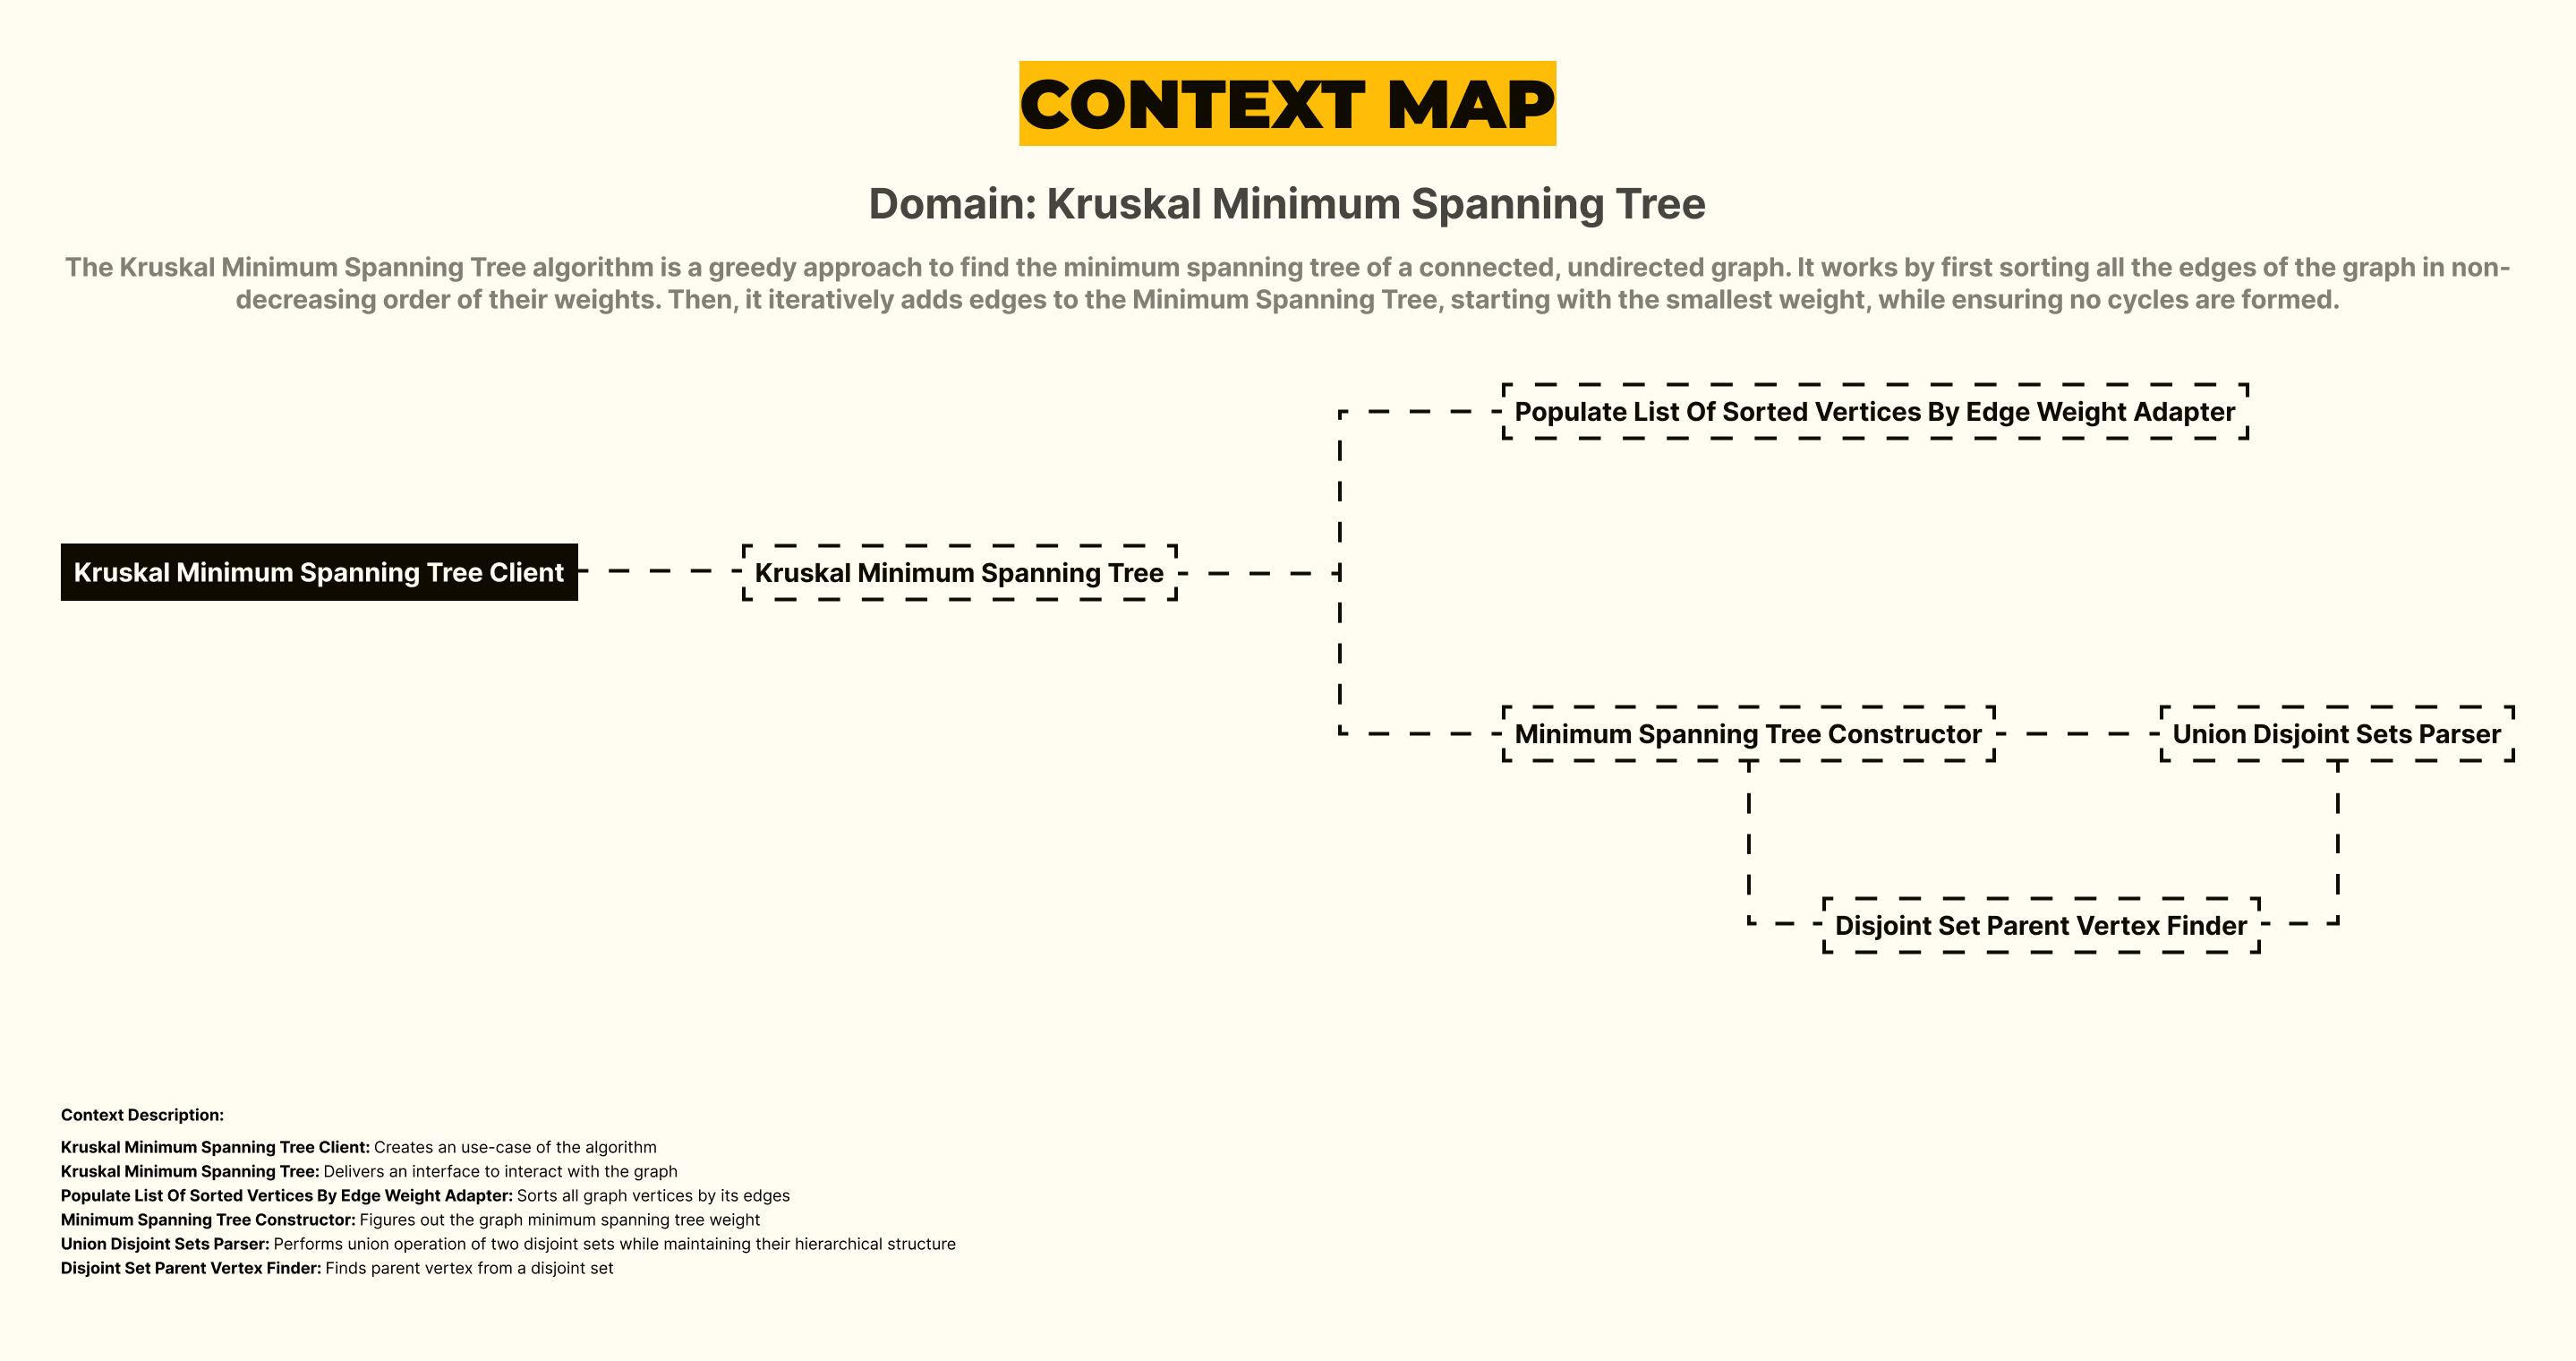 CONTEXT MAP
Domain: Kruskal Minimum Spanning Tree
The Kruskal Minimum Spanning Tree algorithm is a greedy approach to find the minimum spanning tree of a connected, undirected graph. It works by first sorting all the edges of the graph in non-
decreasing order of their weights. Then, it iteratively adds edges to the Minimum Spanning Tree, starting with the smallest weight, while ensuring no cycles are formed.
Populate List Of Sorted Vertices By Edge Weight Adapter
Kruskal Minimum Spanning Tree Client
Kruskal Minimum Spanning Tree
Minimum Spanning Tree Constructor
Union Disjoint Sets Parser
Disjoint Set Parent Vertex Finder
Context Description:
Kruskal Minimum Spanning Tree Client: Creates an use-case of the algorithm
Kruskal Minimum Spanning Tree: Delivers an interface to interact with the graph
Populate List Of Sorted Vertices By Edge Weight Adapter: Sorts all graph vertices by its edges
Minimum Spanning Tree Constructor: Figures out the graph minimum spanning tree weight
Union Disjoint Sets Parser: Performs union operation of two disjoint sets while maintaining their hierarchical structure
Disjoint Set Parent Vertex Finder: Finds parent vertex from a disjoint set